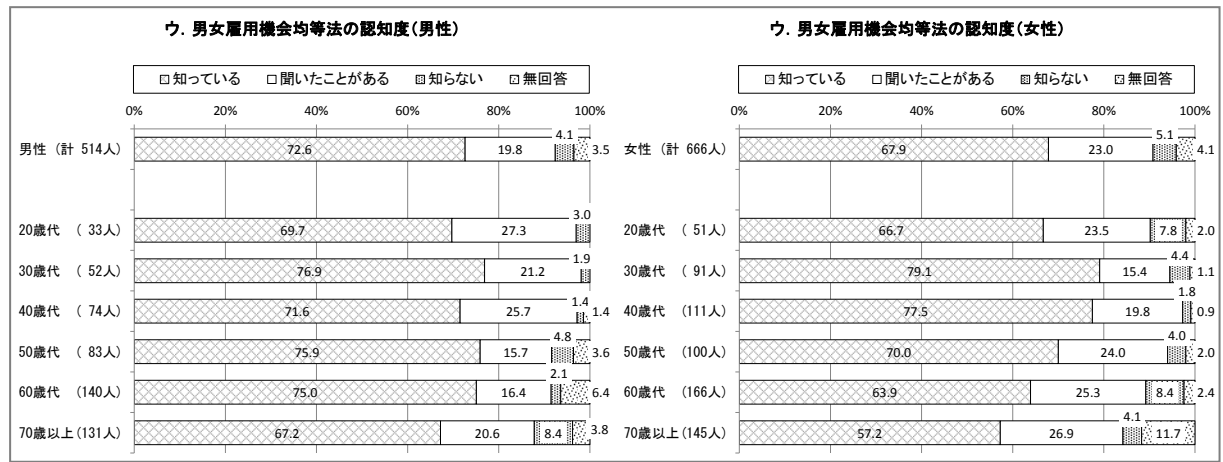 ウ．男女雇用機会均等法の認知度（男性）
知っている 聞いたことがある 知らない 無回答
0% 20% 40% 60% 80% 100%
男性（計 514人） 72.6 19.8 4.1 3.5
20歳代 （ 33人） 69.7 27.3 3.0
30歳代 （ 52人） 76.9 21.2 1.9
40歳代 （ 74人） 71.6 25.7 1.4 1.4
50歳代 （ 83人） 75.9 15.7 4.8 3.6
60歳代 （140人） 75.0 16.4 2.1 6.4
70歳以上（131人） 67.2 20.6 8.4 3.8
ウ．男女雇用機会均等法の認知度（女性）
知っている 聞いたことがある 知らない 無回答
0% 20% 40% 60% 80% 100%
女性（計 666人） 67.9 23.0 5.1 4.1
20歳代 （ 51人） 66.7 23.5 7.8 2.0
30歳代 （ 91人） 79.1 15.4 4.4 1.1
40歳代 （111人） 77.5 19.8 1.8 0.9
50歳代 （100人） 70.0 24.0 4.0 2.0
60歳代 （166人） 63.9 25.3 8.4 2.4
70歳以上（145人） 57.2 26.9 4.1 11.7